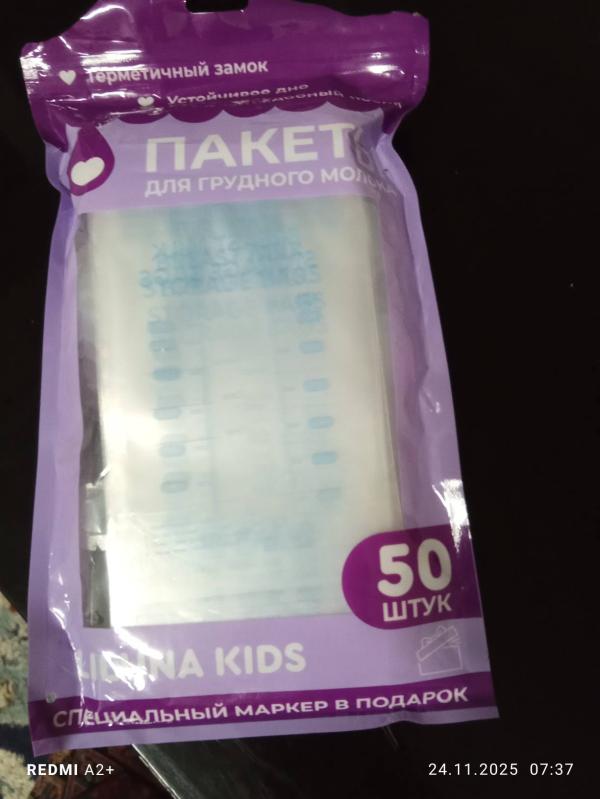 Герметичный замок
Устойчивое дно
ПАКЕТЫ
ДЛЯ ГРУДНОГО МОЛОКА
50
ШТУК
KIDS
СПЕЦИАЛЬНЫЙ МАРКЕР В ПОДАРОК
REDMI A2+
24.11.2025 07:37